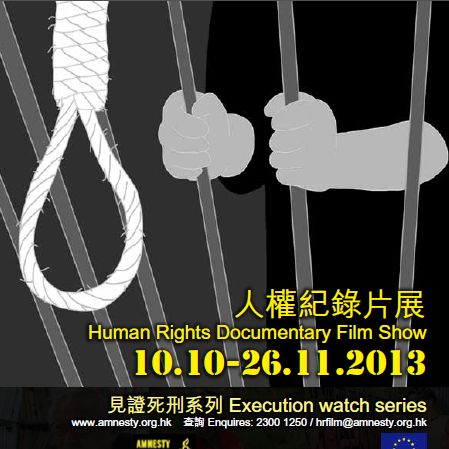 人權紀錄片展
Human Rights Documentary Film Show
10.10-26.11.2013
見證死刑系列 Execution watch series
www.amnesty.org.hk 查詢 Enquires: 2300 1250 / hrfilm@amnesty.org.hk
AMNESTY